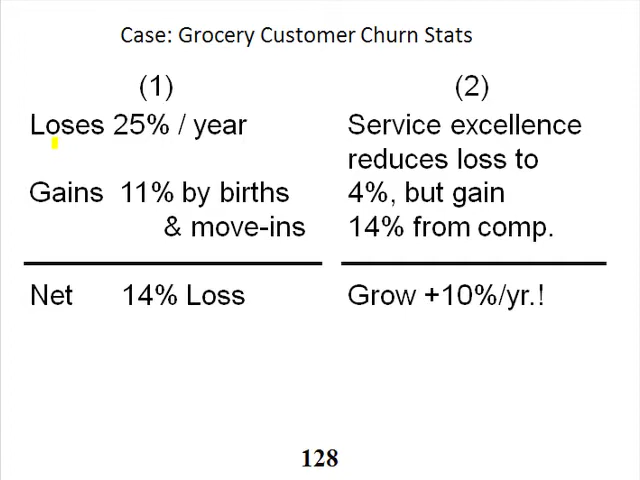 Case: Grocery Customer Churn Stats
(1)
Loses 25% / year
Gains 11% by births
& move-ins
Net 14% Loss
(2)
Service excellence
reduces loss to
4%, but gain
14% from comp.
Grow +10%/yr.!
128